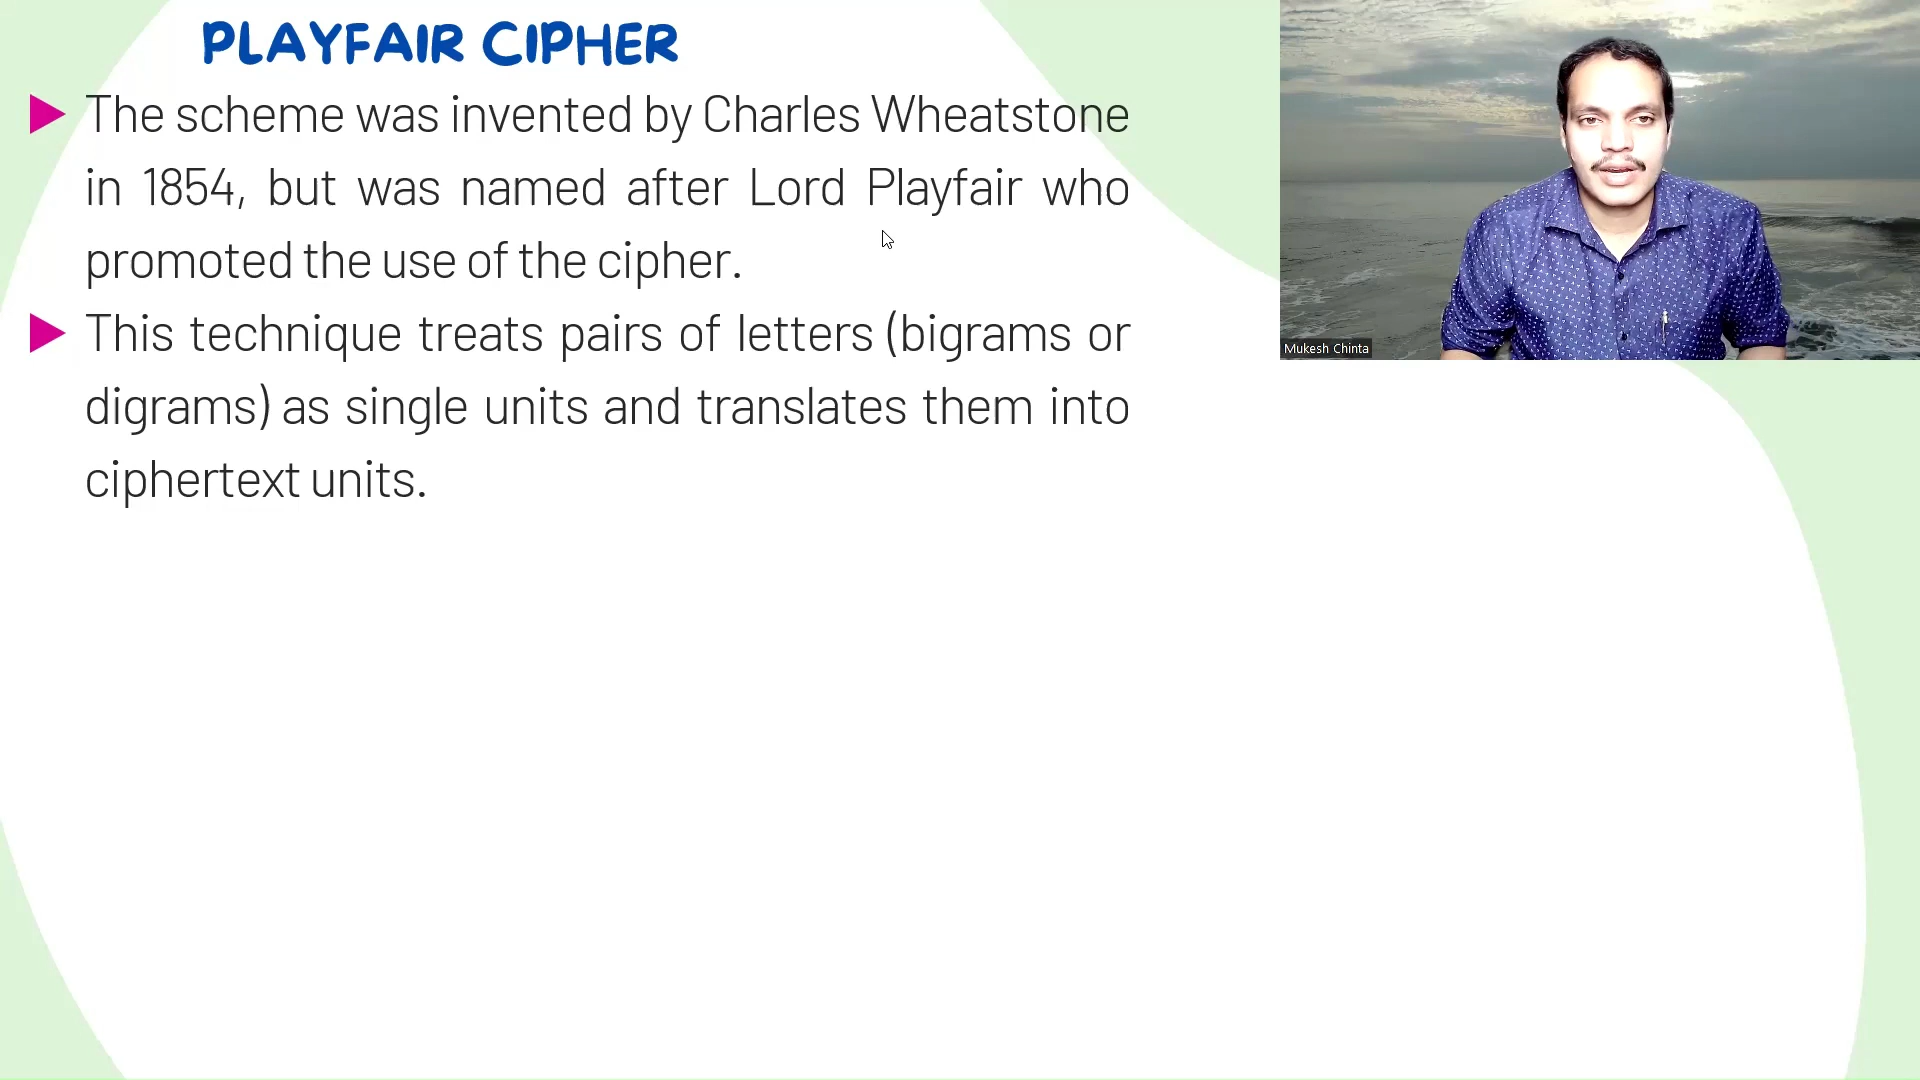 PLAYFAIR CIPHER
The scheme was invented by Charles Wheatstone
in 1854, but was named after Lord Playfair who
promoted the use of the cipher.
This technique treats pairs of letters (bigrams or
digrams) as single units and translates them into
ciphertext units.
Mukesh Chinta